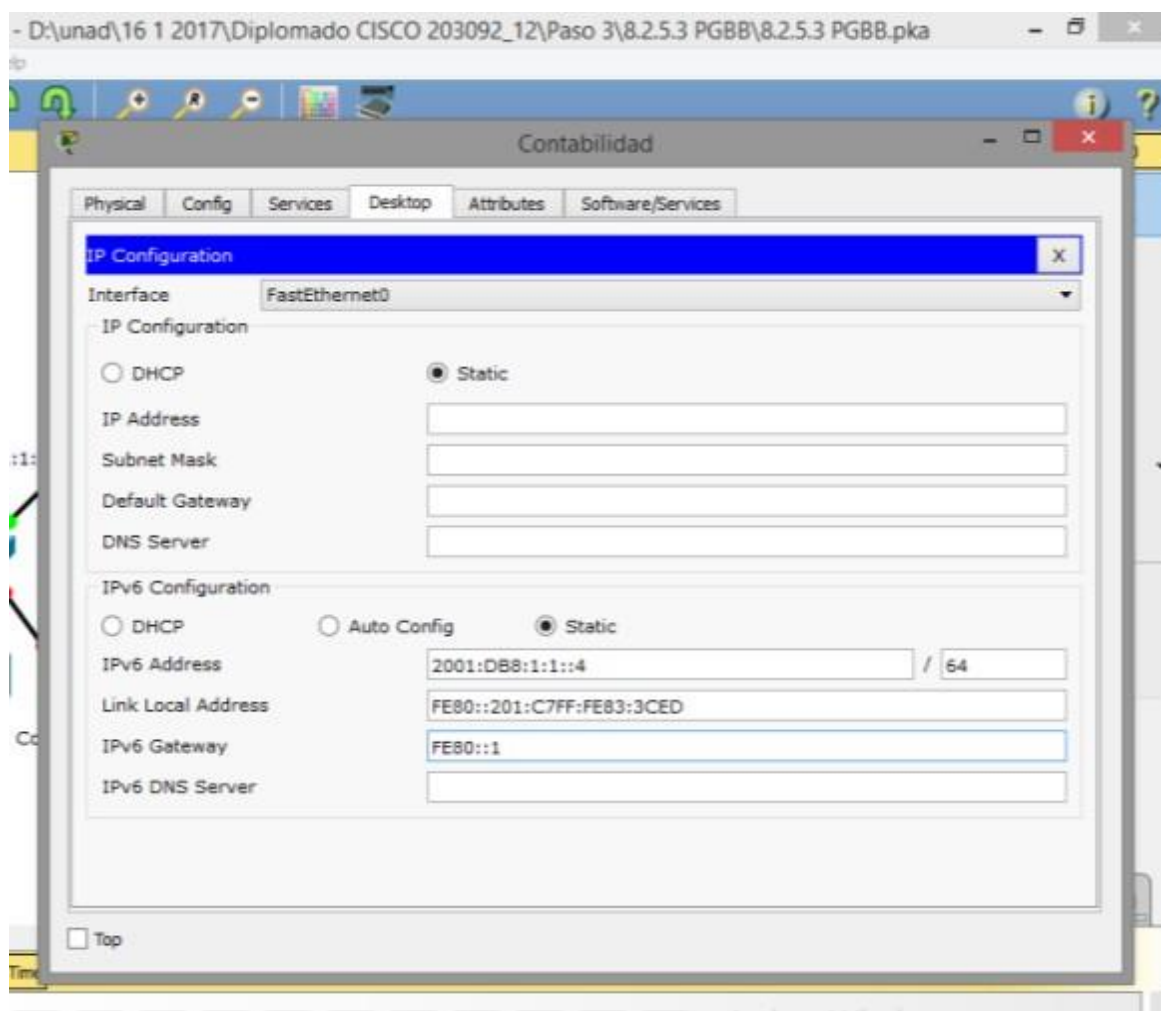 - D:\unad\16 1 2017\Diplomado CISCO 203092_12\Paso 3\8.2.5.3 PGBB\8.2.5.3 PGBB.pka
Contabilidad
Physical Config Services Desktop Attributes Software/Services
IP Configuration X
Interface FastEthernet0
IP Configuration
DHCP Static
IP Address
:1:
Subnet Mask
Default Gateway
DNS Server
IPv6 Configuration
DHCP Auto Config Static
IPv6 Address 2001:DB8:1:1::4 / 64
Link Local Address FE80::201:C7FF:FE83:3CED
Co
IPv6 Gateway FE80::1
IPv6 DNS Server
Top
Time